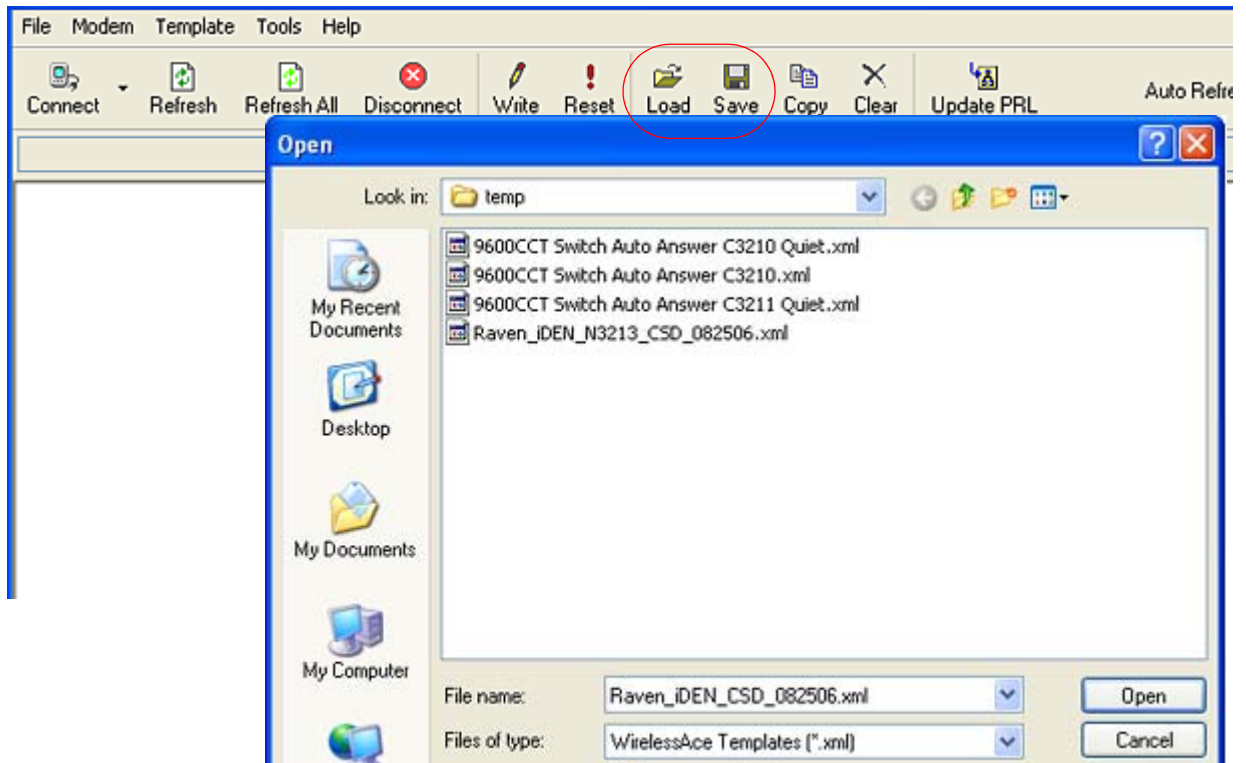 File Modem Template Tools Help
Connect Refresh Refresh All Disconnect Write Reset Load Save Copy Clear Update PRL Auto Refre
Open
Look in: temp
9600CCT Switch Auto Answer C3210 Quiet.xml
9600CCT Switch Auto Answer C3210.xml
9600CCT Switch Auto Answer C3211 Quiet.xml
Raven_iDEN_N3213_CSD_082506.xml
My Recent
Documents
Desktop
My Documents
My Computer
File name: Raven_iDEN_CSD_082506.xml Open
Files of type: WirelessAce Templates (*.xml) Cancel